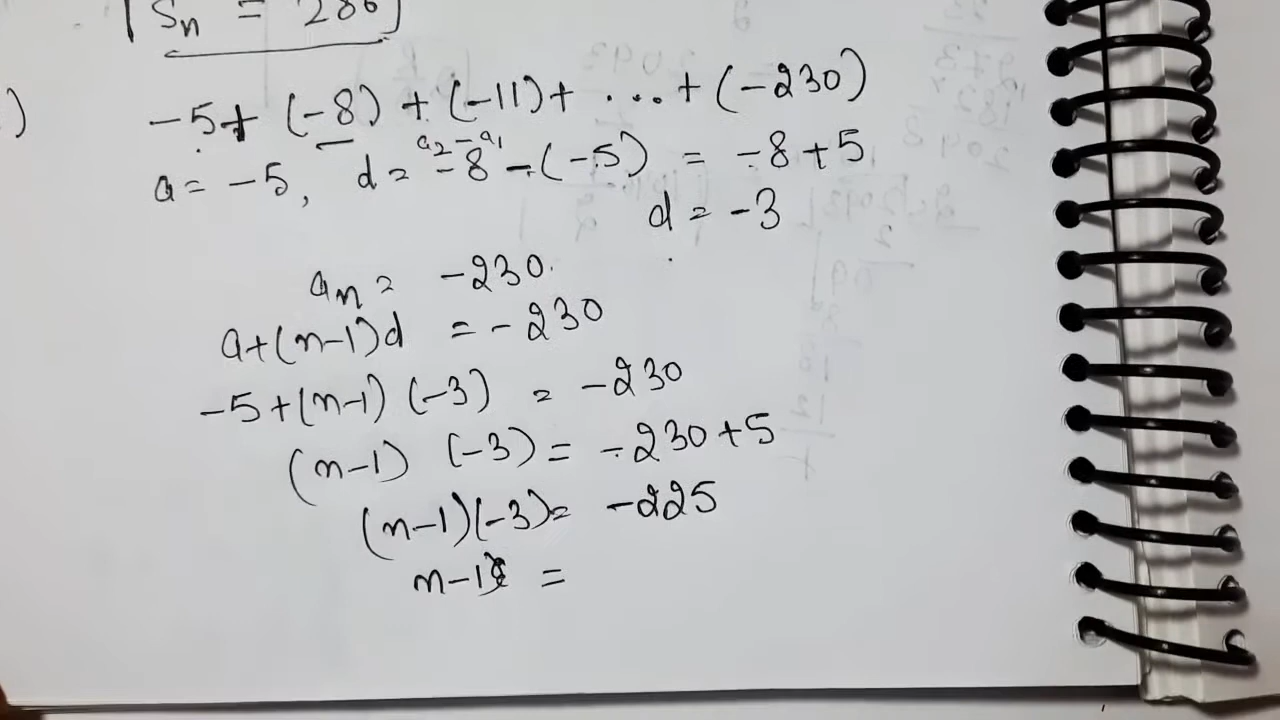 Sₙ = 286
) -5 + (-8) + (-11) + ... + (-230)
a = -5, d = -8 - (-5) = -8 + 5
a₂ - a₁
d = -3
aₙ = -230
a + (n-1)d = -230
-5 + (n-1) (-3) = -230
(n-1) (-3) = -230 + 5
(n-1)(-3) = -225
n-1 =